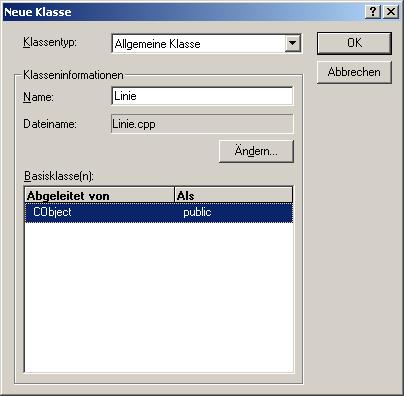 Neue Klasse
Klassentyp: Allgemeine Klasse OK
Abbrechen
Klasseninformationen
Name: Linie
Dateiname: Linie.cpp
Ändern...
Basisklasse(n):
Abgeleitet von Als
CObject public